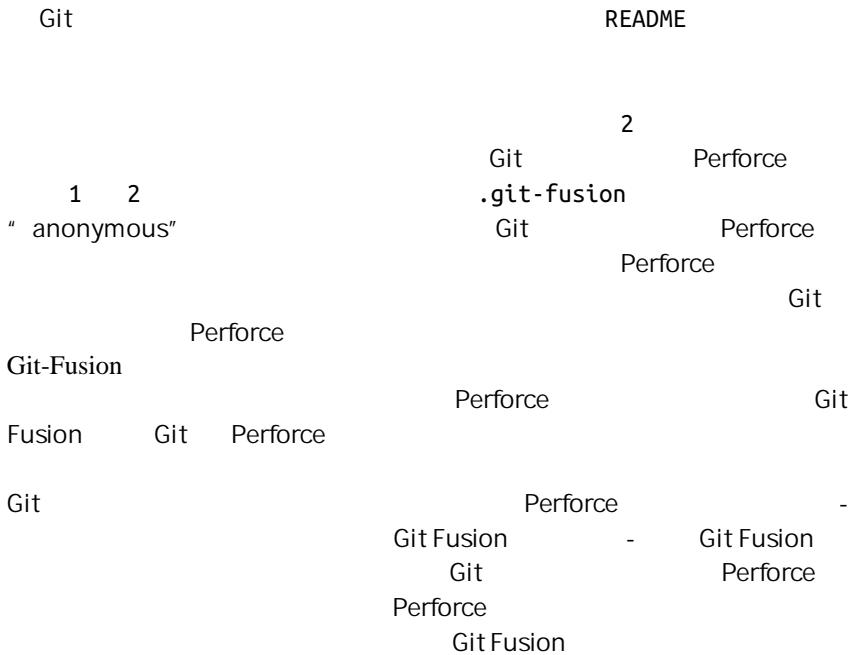 Git README
2
Git Perforce
1 2 .git-fusion
“ anonymous” Git Perforce
Perforce
Git
Perforce
Git-Fusion
Perforce Git
Fusion Git Perforce
Git Perforce -
Git Fusion - Git Fusion
Git Perforce
Perforce
Git Fusion